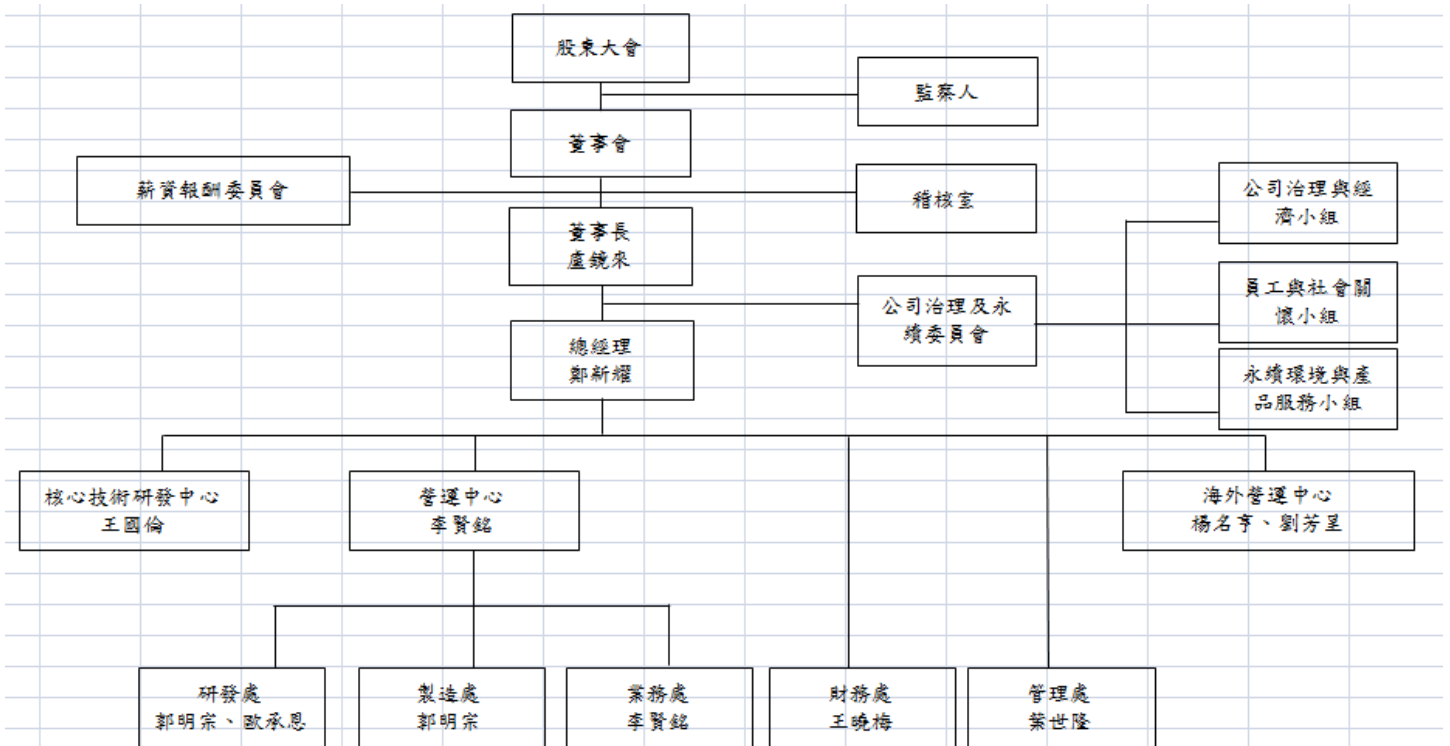 股東大會
監察人
董事會
薪資報酬委員會
稽核室
公司治理與經
濟小組
董事長
盧鏡來
公司治理及永
續委員會
員工與社會關
懷小組
總經理
鄭新耀
永續環境與產
品服務小組
核心技術研發中心
王國倫
營運中心
李賢銘
海外營運中心
楊名亨、劉芳呈
研發處
郭明宗、歐承恩
製造處
郭明宗
業務處
李賢銘
財務處
王曉梅
管理處
葉世隆